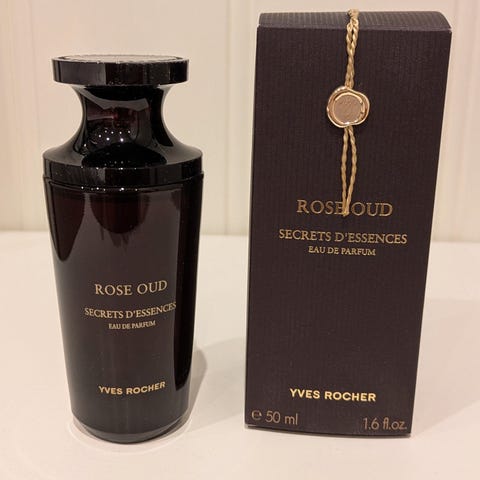 ROSE OUD
SECRETS D'ESSENCES
EAU DE PARFUM
YVES ROCHER
ROSE OUD
SECRETS D'ESSENCES
EAU DE PARFUM
YVES ROCHER
℮ 50 ml 1.6 fl.oz.